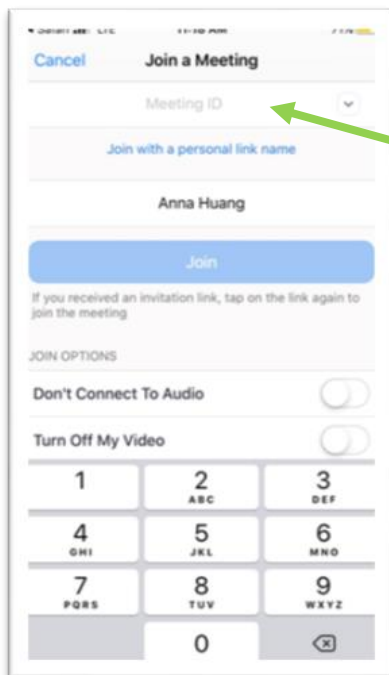 Cancel Join a Meeting
Meeting ID
Join with a personal link name
Anna Huang
Join
If you received an invitation link, tap on the link again to
join the meeting
JOIN OPTIONS
Don't Connect To Audio
Turn Off My Video
1 2 3
ABC DEF
4 5 6
GHI JKL MNO
7 8 9
PQRS TUV WXYZ
0